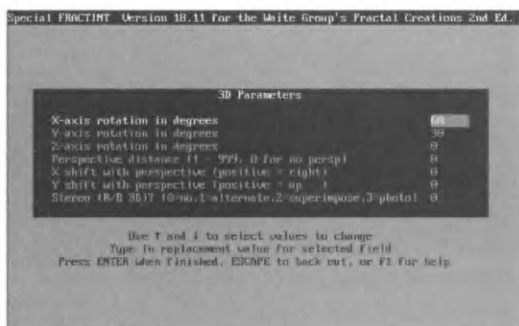 Special FRACTINT Version 18.11 for the Waite Group's Fractal Creations 2nd Ed.
3D Parameters
X-axis rotation in degrees 60
Y-axis rotation in degrees 30
Z-axis rotation in degrees 0
Perspective distance [1 - 999, 0 for no persp] 0
X shift with perspective (positive = right) 0
Y shift with perspective (positive = up ) 0
Stereo (R/B 3D)? (0=no,1=alternate,2=superimpose,3=photo) 0
Use ↑ and ↓ to select values to change
Type in replacement value for selected field
Press ENTER when finished, ESCAPE to back out, or F1 for help